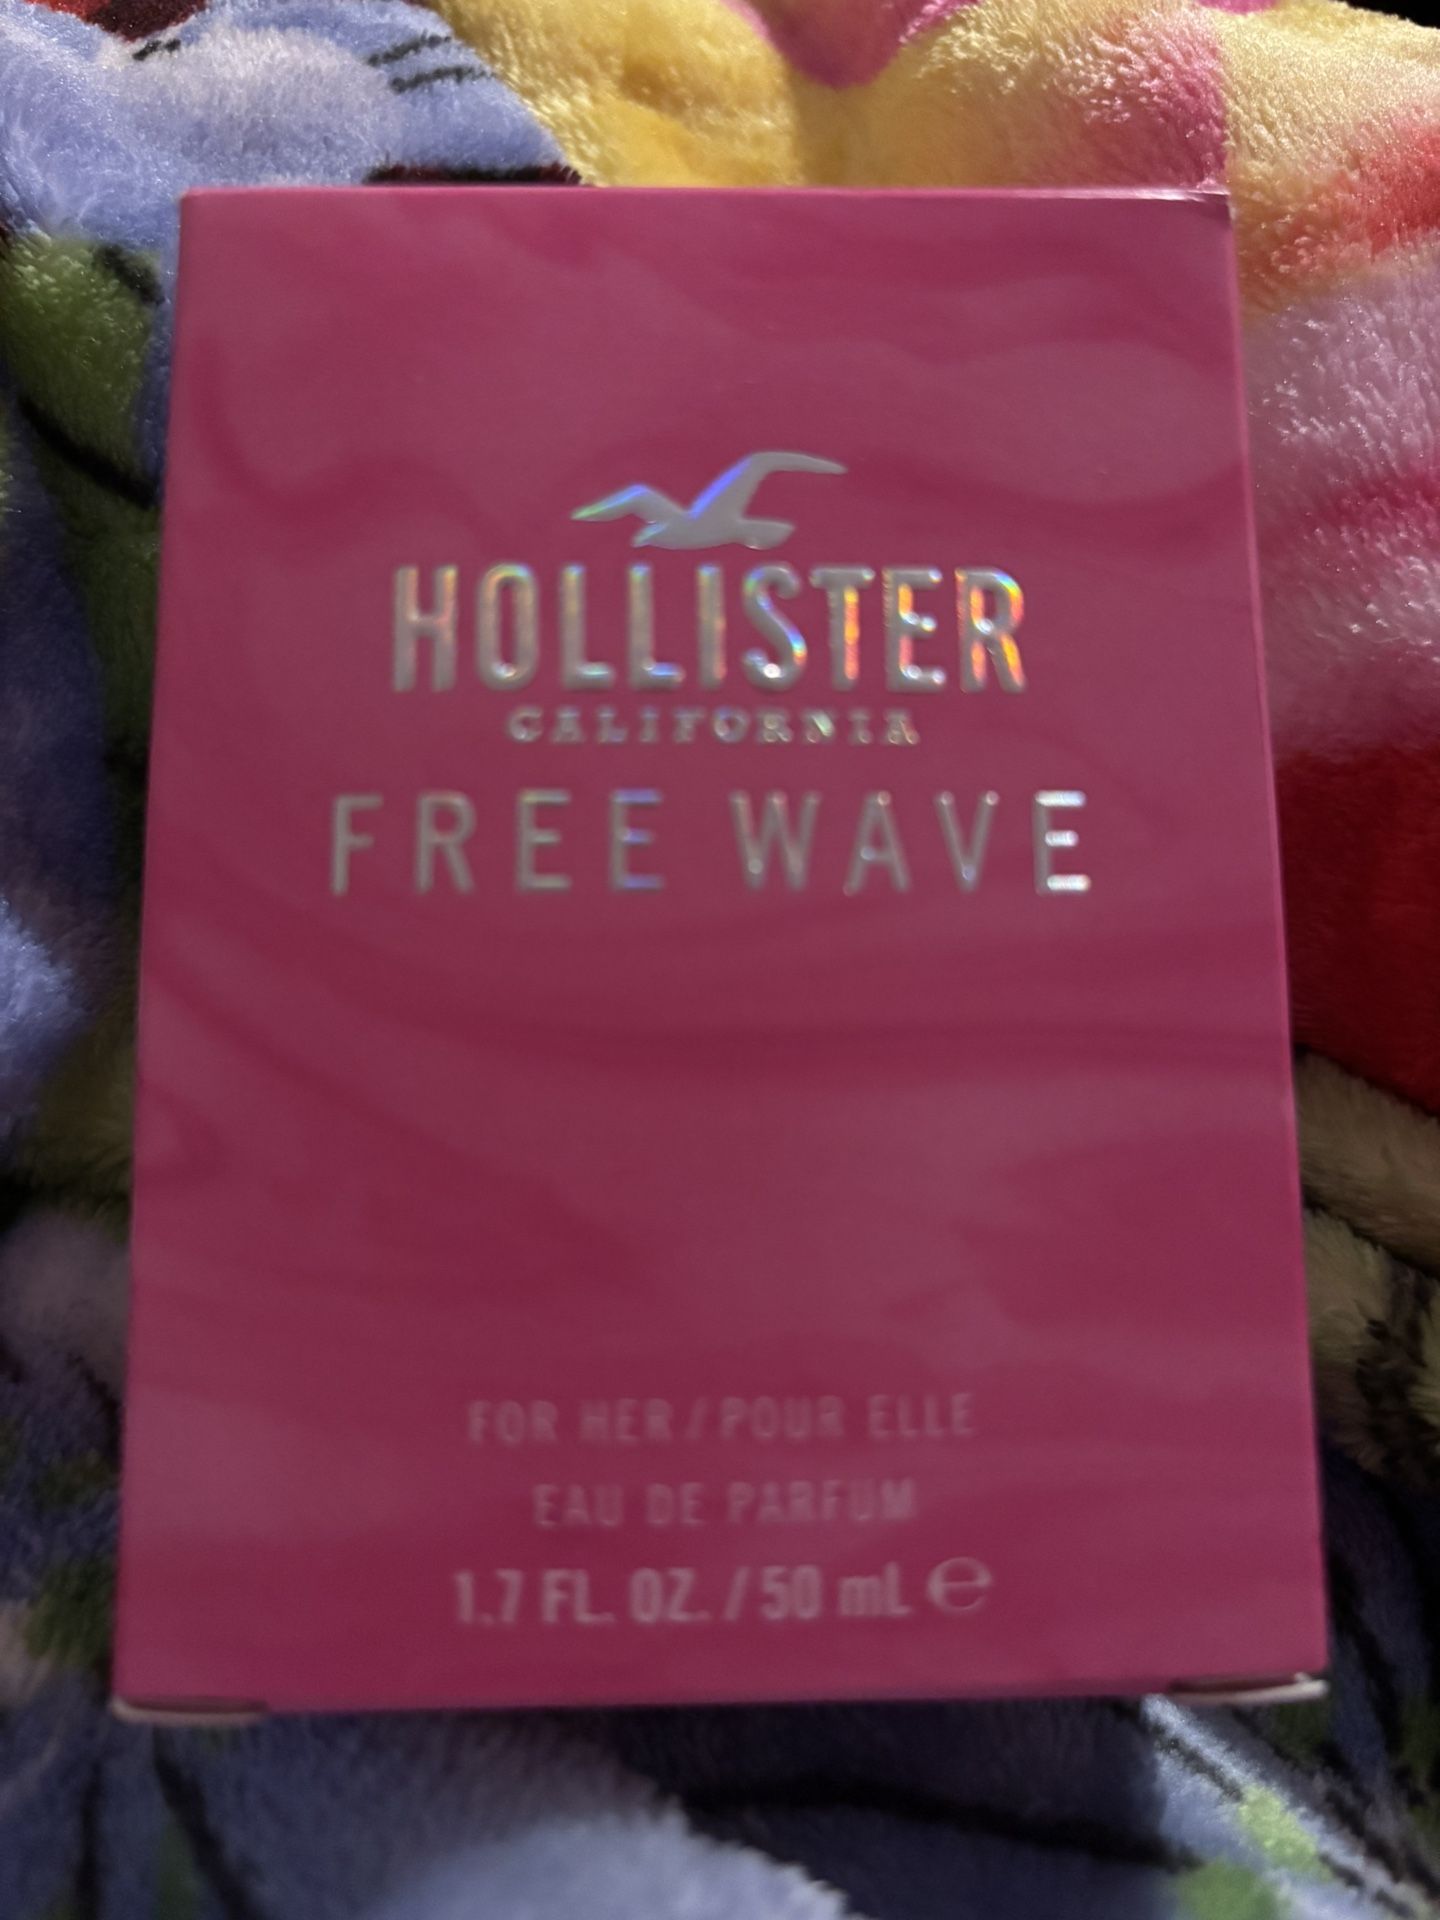 HOLLISTER
CALIFORNIA
FREE WAVE
FOR HER / POUR ELLE
EAU DE PARFUM
1.7 FL. OZ. / 50 mL ℮